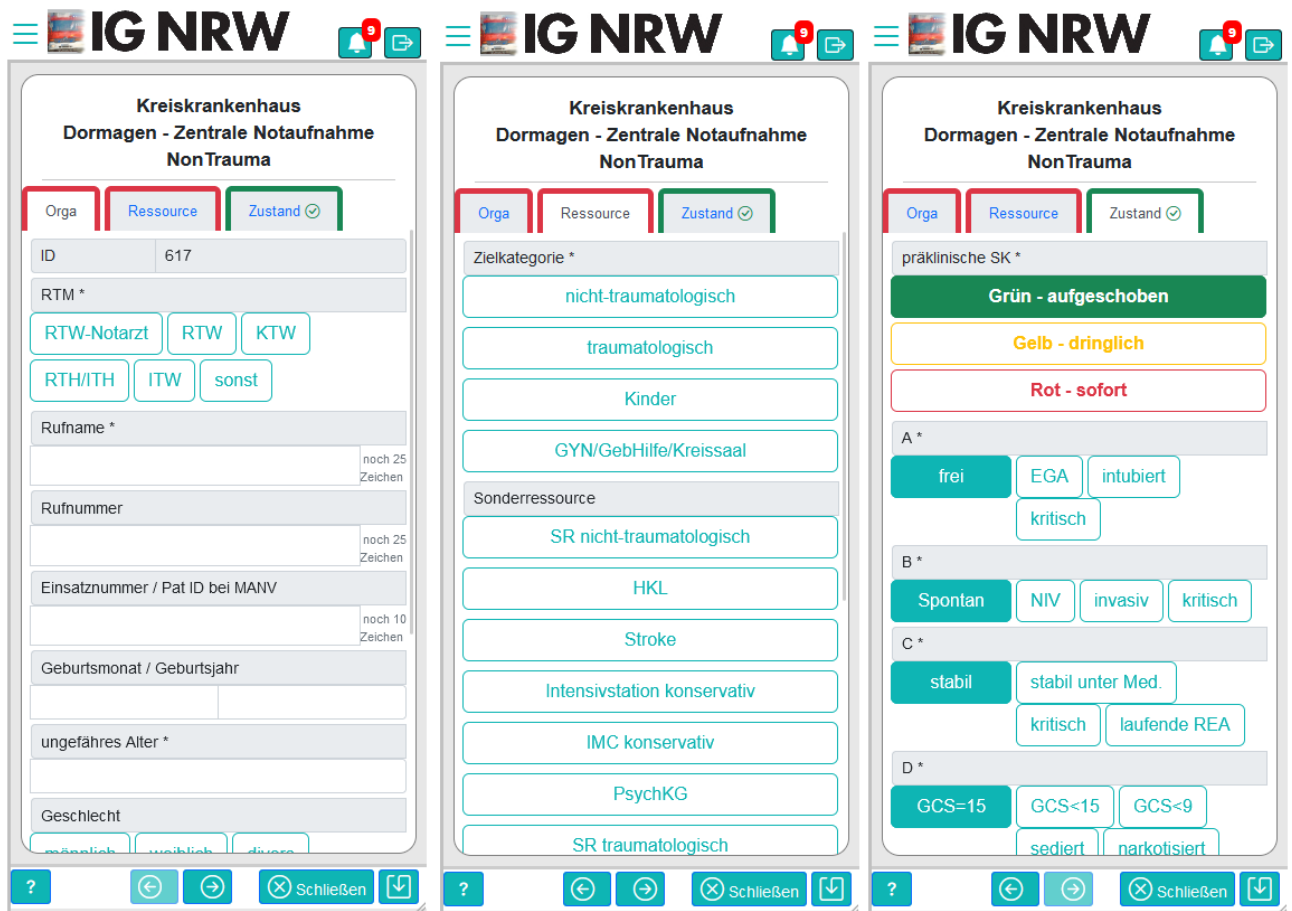 IG NRW
9
Kreiskrankenhaus
Dormagen - Zentrale Notaufnahme
NonTrauma
Orga
Ressource
Zustand
ID
617
RTM *
RTW-Notarzt
RTW
KTW
RTH/ITH
ITW
sonst
Rufname *
noch 25
Zeichen
Rufnummer
noch 25
Zeichen
Einsatznummer / Pat ID bei MANV
noch 10
Zeichen
Geburtsmonat / Geburtsjahr
ungefähres Alter *
Geschlecht
männlich
weiblich
divers
?
Schließen
IG NRW
9
Kreiskrankenhaus
Dormagen - Zentrale Notaufnahme
NonTrauma
Orga
Ressource
Zustand
Zielkategorie *
nicht-traumatologisch
traumatologisch
Kinder
GYN/GebHilfe/Kreissaal
Sonderressource
SR nicht-traumatologisch
HKL
Stroke
Intensivstation konservativ
IMC konservativ
PsychKG
SR traumatologisch
?
Schließen
IG NRW
9
Kreiskrankenhaus
Dormagen - Zentrale Notaufnahme
NonTrauma
Orga
Ressource
Zustand
präklinische SK *
Grün - aufgeschoben
Gelb - dringlich
Rot - sofort
A *
frei
EGA
intubiert
kritisch
B *
Spontan
NIV
invasiv
kritisch
C *
stabil
stabil unter Med.
kritisch
laufende REA
D *
GCS=15
GCS<15
GCS<9
sediert
narkotisiert
?
Schließen